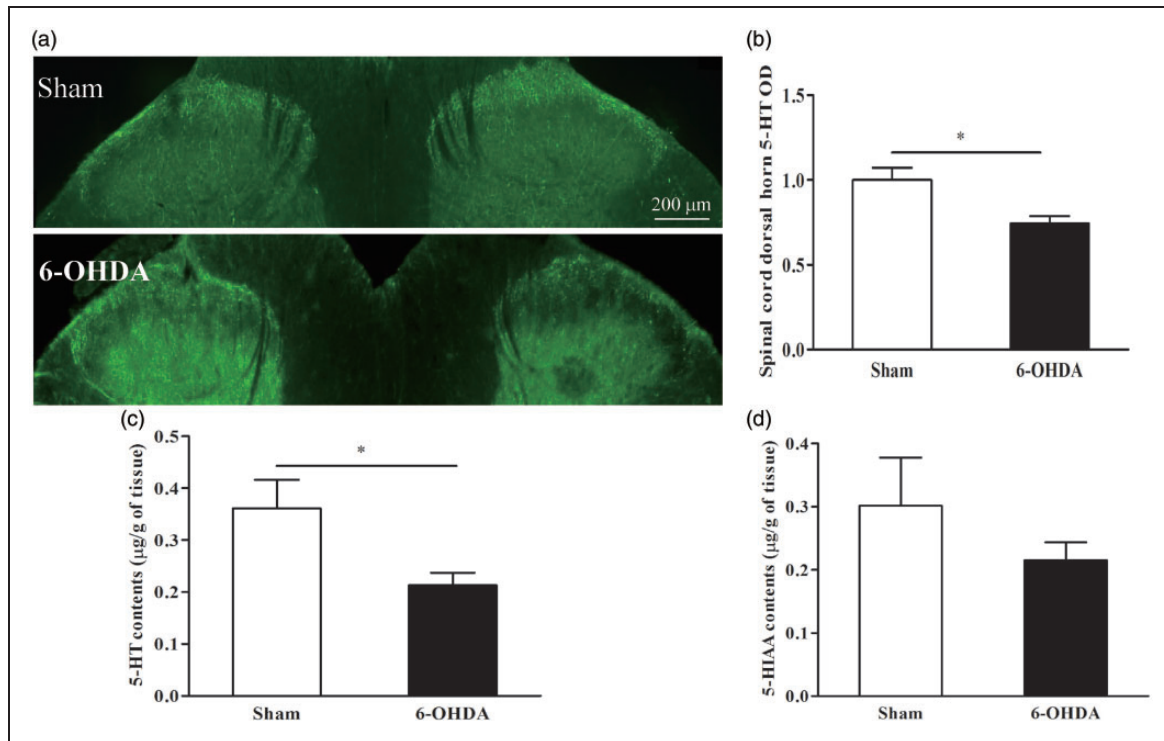 (a)
Sham
200 μm
6-OHDA
(b)
Spinal cord dorsal horn 5-HT OD
1.5
1.0
0.5
0.0
*
Sham 6-OHDA
(c)
5-HT contents (μg/g of tissue)
0.5
0.4
0.3
0.2
0.1
0.0
*
Sham 6-OHDA
(d)
5-HIAA contents (μg/g of tissue)
0.4
0.3
0.2
0.1
0.0
Sham 6-OHDA